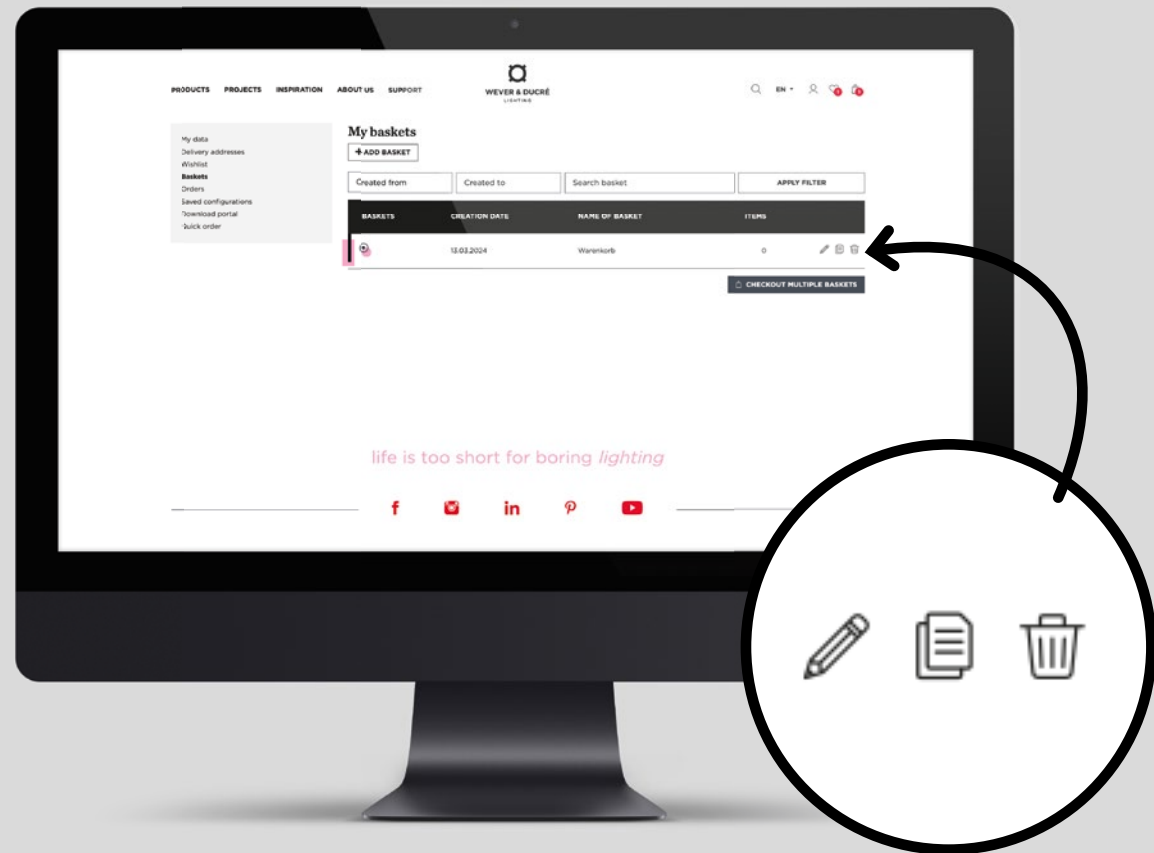 PRODUCTS PROJECTS INSPIRATION ABOUT US SUPPORT
WEVER & DUCRÉ
LIGHTING
EN
My data
Delivery addresses
Wishlist
Baskets
Orders
Saved configurations
Download portal
Quick order
My baskets
+ ADD BASKET
Created from Created to Search basket APPLY FILTER
BASKETS CREATION DATE NAME OF BASKET ITEMS
13.03.2024 Warenkorb 0
CHECKOUT MULTIPLE BASKETS
life is too short for boring lighting